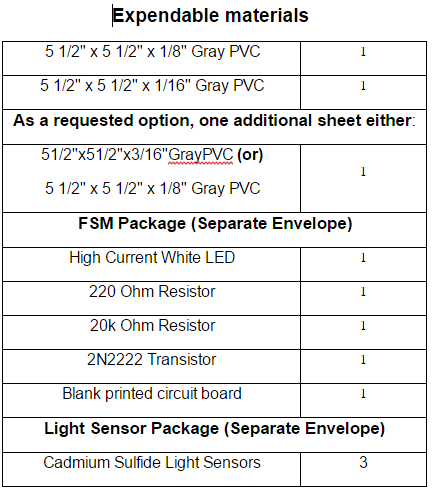 Expendable materials
5 1/2" x 5 1/2" x 1/8" Gray PVC 1
5 1/2" x 5 1/2" x 1/16" Gray PVC 1
As a requested option, one additional sheet either:
51/2"x51/2"x3/16"GrayPVC (or)
1
5 1/2" x 5 1/2" x 1/8" Gray PVC
FSM Package (Separate Envelope)
High Current White LED 1
220 Ohm Resistor 1
20k Ohm Resistor 1
2N2222 Transistor 1
Blank printed circuit board 1
Light Sensor Package (Separate Envelope)
Cadmium Sulfide Light Sensors 3